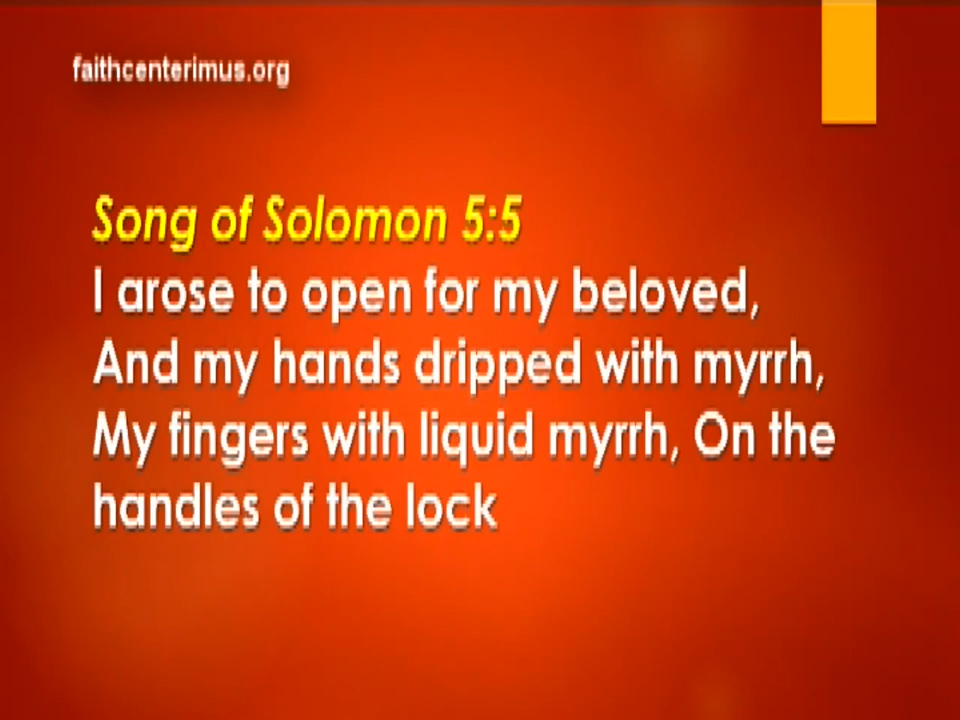 faithcenterimus.org
Song of Solomon 5:5
I arose to open for my beloved,
And my hands dripped with myrrh,
My fingers with liquid myrrh, On the
handles of the lock